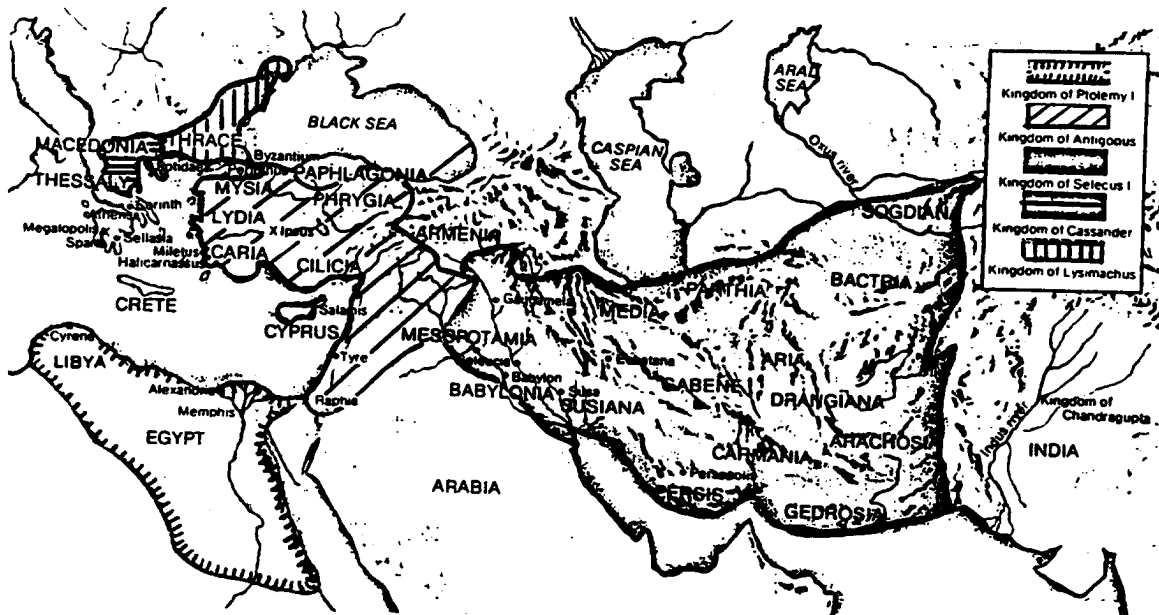 BLACK SEA
ARAL
SEA
CASPIAN
SEA
Oxus river
Kingdom of Ptolemy I
Kingdom of Antigonus
Kingdom of Selecus I
Kingdom of Cassander
Kingdom of Lysimachus
MACEDONIA
THRACE
Byzantium
THESSALY
MYSIA
PAPHLAGONIA
PHRYGIA
LYDIA
X Ipsus
Corinth
Athens
Megalopolis
Sparta
Sellasia
Miletus
Halicarnassus
CARIA
CILICIA
ARMENIA
CRETE
CYPRUS
Salamis
SOGDIANA
BACTRIA
PARTHIA
MEDIA
Gaugamela
MESOPOTAMIA
Cyrene
LIBYA
Tyre
Seleucia
Babylon
BABYLONIA
Susa
SUSIANA
Ecbatana
GABENE
ARIA
DRANGIANA
Alexandria
Memphis
Raphia
EGYPT
ARABIA
CARMANIA
ARACHOSIA
Persepolis
PERSIS
GEDROSIA
Indus river
Kingdom of
Chandragupta
INDIA